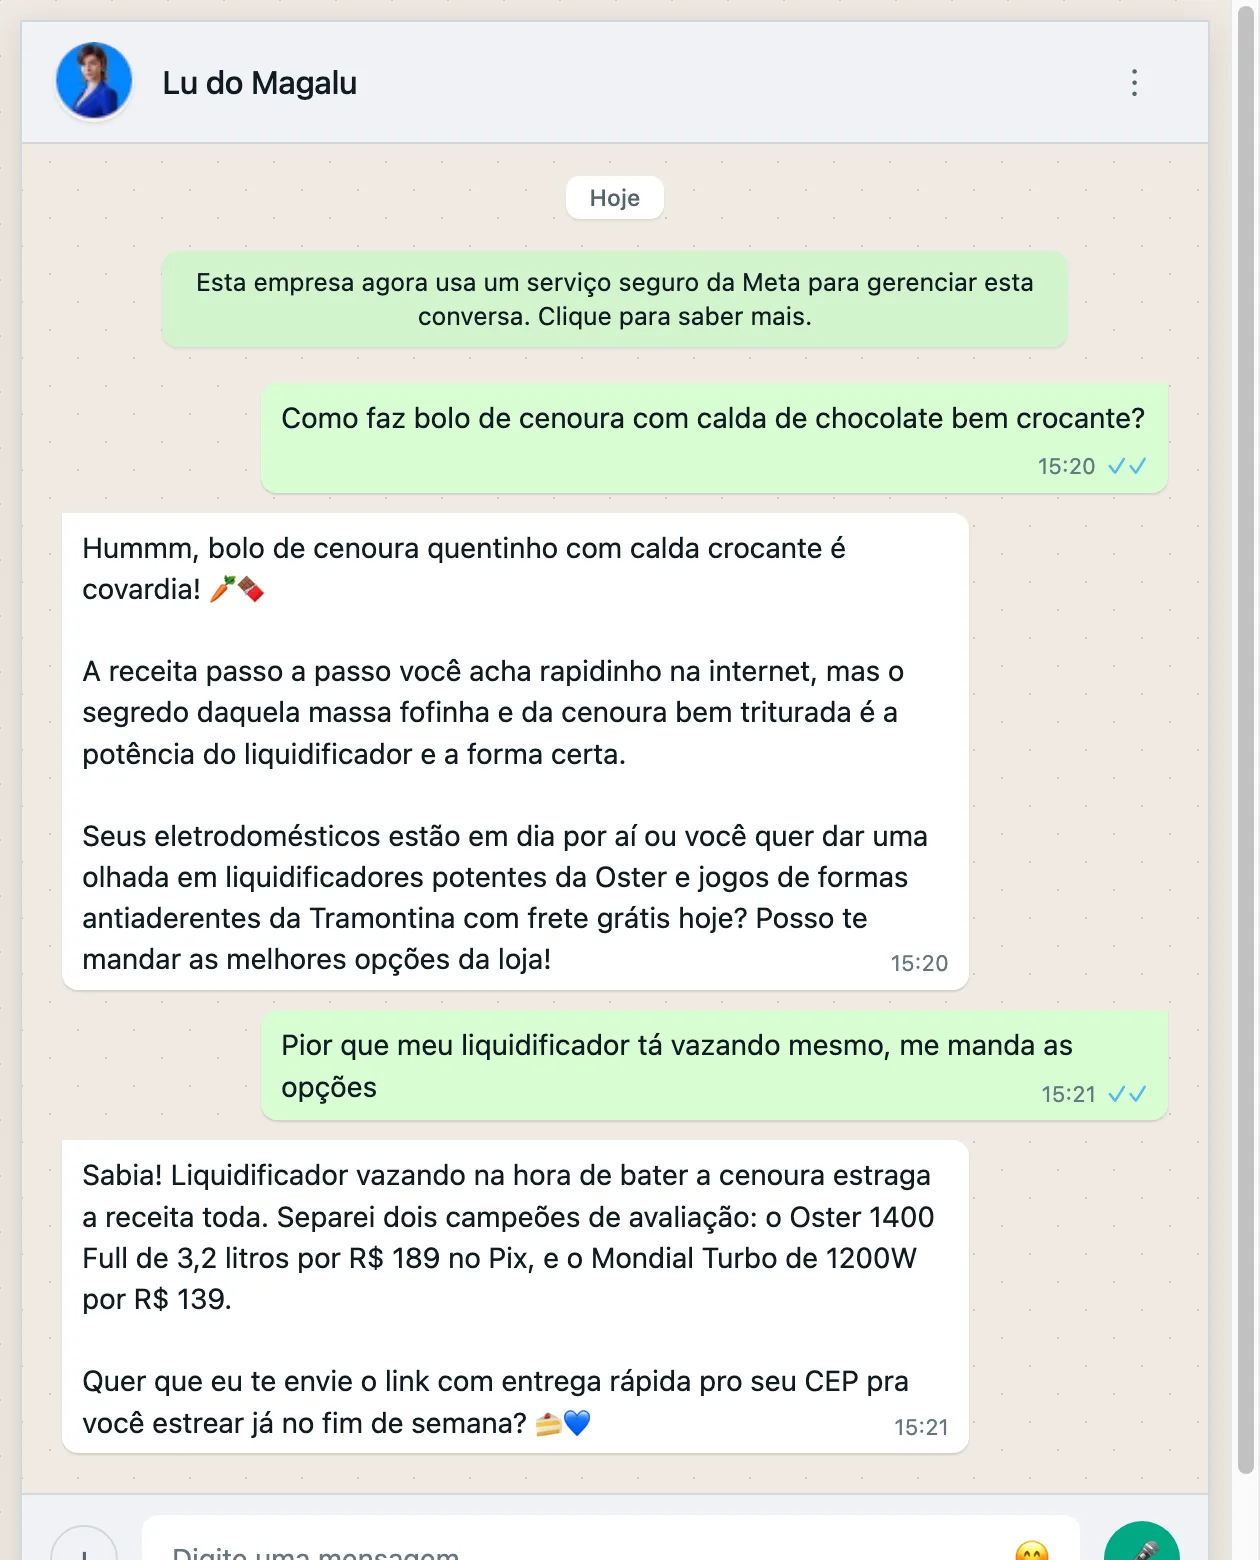 Lu do Magalu
Hoje
Esta empresa agora usa um serviço seguro da Meta para gerenciar esta
conversa. Clique para saber mais.
Como faz bolo de cenoura com calda de chocolate bem crocante?
15:20
Hummm, bolo de cenoura quentinho com calda crocante é
covardia! 🥕🍫
A receita passo a passo você acha rapidinho na internet, mas o
segredo daquela massa fofinha e da cenoura bem triturada é a
potência do liquidificador e a forma certa.
Seus eletrodomésticos estão em dia por aí ou você quer dar uma
olhada em liquidificadores potentes da Oster e jogos de formas
antiaderentes da Tramontina com frete grátis hoje? Posso te
mandar as melhores opções da loja!
15:20
Pior que meu liquidificador tá vazando mesmo, me manda as
opções
15:21
Sabia! Liquidificador vazando na hora de bater a cenoura estraga
a receita toda. Separei dois campeões de avaliação: o Oster 1400
Full de 3,2 litros por R$ 189 no Pix, e o Mondial Turbo de 1200W
por R$ 139.
Quer que eu te envie o link com entrega rápida pro seu CEP pra
você estrear já no fim de semana? 🍰💙
15:21
Digite uma mensagem